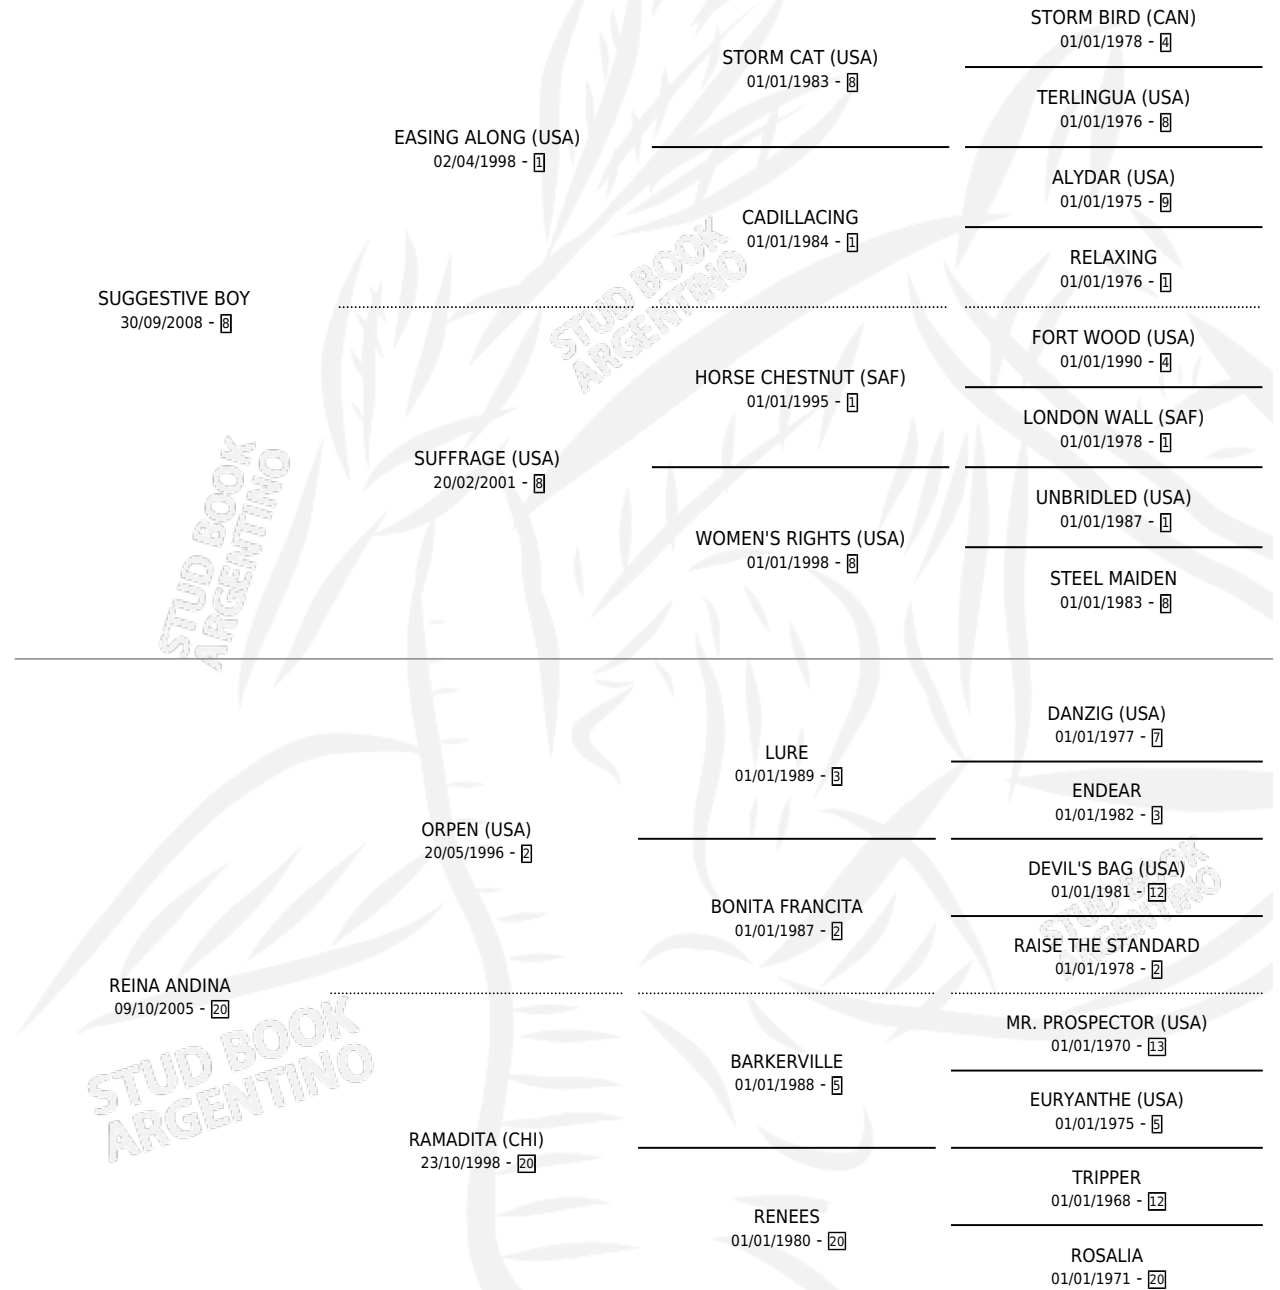 STORM BIRD (CAN)
01/01/1978 - 4
STORM CAT (USA)
01/01/1983 - 8
TERLINGUA (USA)
01/01/1976 - 8
EASING ALONG (USA)
02/04/1998 - 1
ALYDAR (USA)
01/01/1975 - 9
CADILLACING
01/01/1984 - 1
RELAXING
01/01/1976 - 1
SUGGESTIVE BOY
30/09/2008 - 8
FORT WOOD (USA)
01/01/1990 - 4
HORSE CHESTNUT (SAF)
01/01/1995 - 1
LONDON WALL (SAF)
01/01/1978 - 1
SUFFRAGE (USA)
20/02/2001 - 8
UNBRIDLED (USA)
01/01/1987 - 1
WOMEN'S RIGHTS (USA)
01/01/1998 - 8
STEEL MAIDEN
01/01/1983 - 8
DANZIG (USA)
01/01/1977 - 7
LURE
01/01/1989 - 3
ENDEAR
01/01/1982 - 3
ORPEN (USA)
20/05/1996 - 2
DEVIL'S BAG (USA)
01/01/1981 - 12
BONITA FRANCITA
01/01/1987 - 2
RAISE THE STANDARD
01/01/1978 - 2
REINA ANDINA
09/10/2005 - 20
MR. PROSPECTOR (USA)
01/01/1970 - 13
BARKERVILLE
01/01/1988 - 5
EURYANTHE (USA)
01/01/1975 - 5
RAMADITA (CHI)
23/10/1998 - 20
TRIPPER
01/01/1968 - 12
RENEES
01/01/1980 - 20
ROSALIA
01/01/1971 - 20
STUD BOOK
ARGENTINO
STUD BOOK
ARGENTINO
STUD BOOK
ARGENTINO
STUD BOOK
ARGENTINO